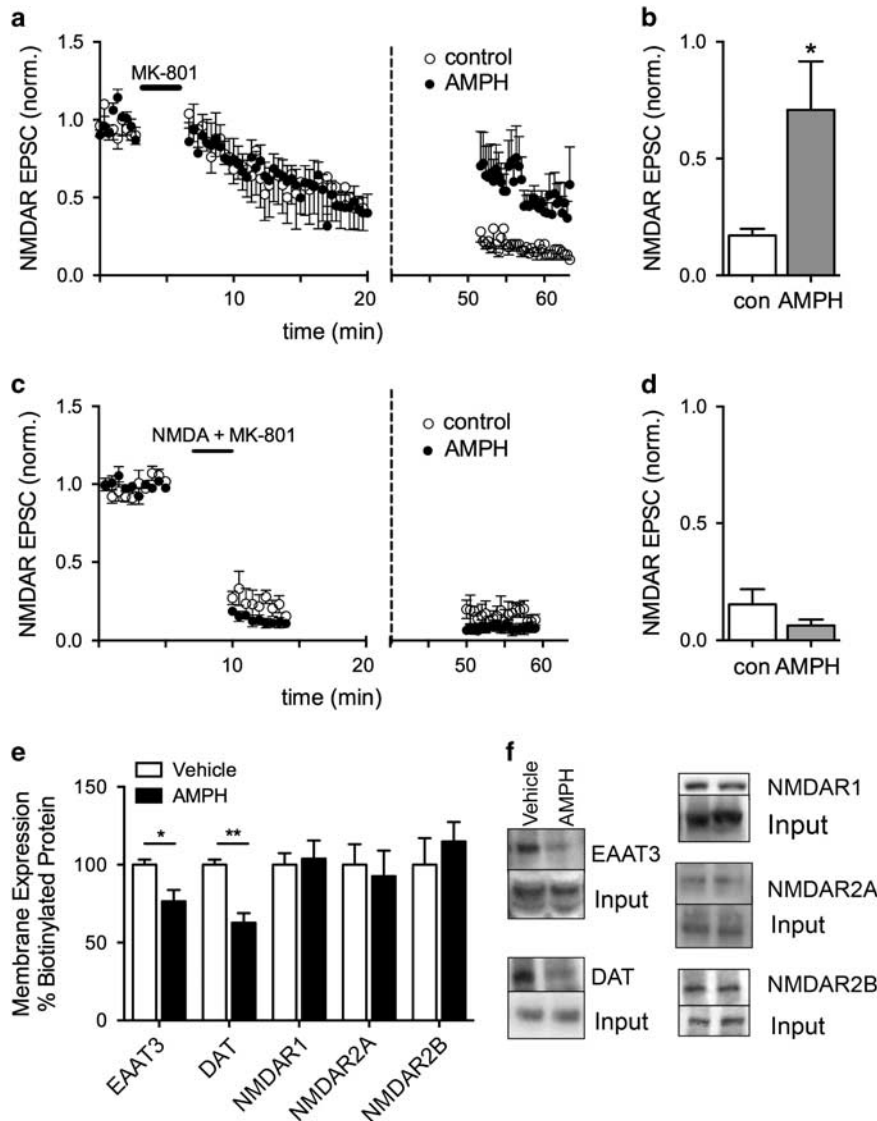 a
NMDAR EPSC (norm.)
1.5
1.0
0.5
0.0
MK-801
control
AMPH
10
20
50
60
time (min)
b
NMDAR EPSC (norm.)
1.0
0.5
0.0
*
con AMPH
c
NMDAR EPSC (norm.)
1.5
1.0
0.5
0.0
NMDA + MK-801
control
AMPH
10
20
50
60
time (min)
d
NMDAR EPSC (norm.)
1.0
0.5
0.0
con AMPH
e
Membrane Expression
% Biotinylated Protein
150
100
50
0
Vehicle
AMPH
*
**
EAAT3
DAT
NMDAR1
NMDAR2A
NMDAR2B
f
Vehicle
AMPH
EAAT3
Input
DAT
Input
NMDAR1
Input
NMDAR2A
Input
NMDAR2B
Input